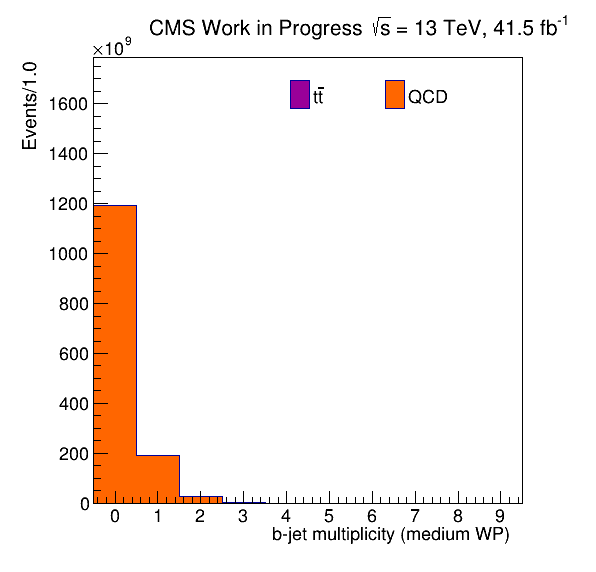 CMS Work in Progress √s = 13 TeV, 41.5 fb⁻¹
×10⁹
Events/1.0
tt̄
QCD
1600
1400
1200
1000
800
600
400
200
0
0 1 2 3 4 5 6 7 8 9
b-jet multiplicity (medium WP)